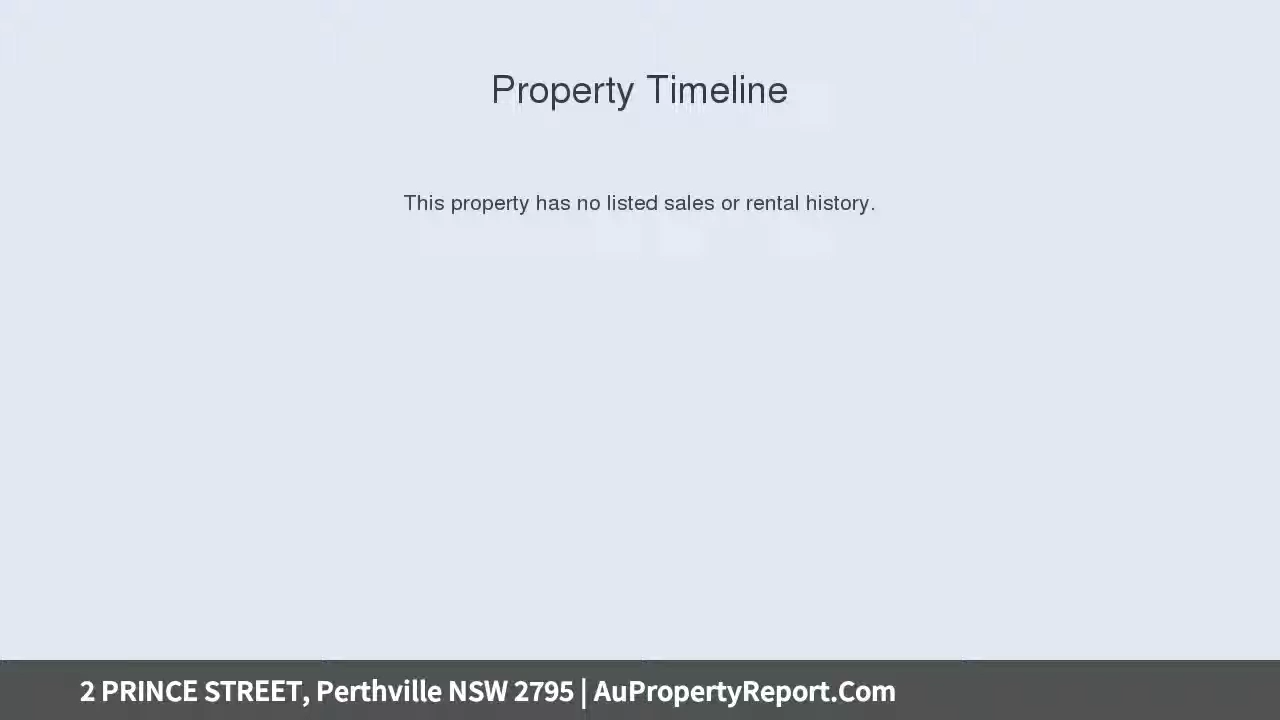 Property Timeline
This property has no listed sales or rental history.
2 PRINCE STREET, Perthville NSW 2795 | AuPropertyReport.Com